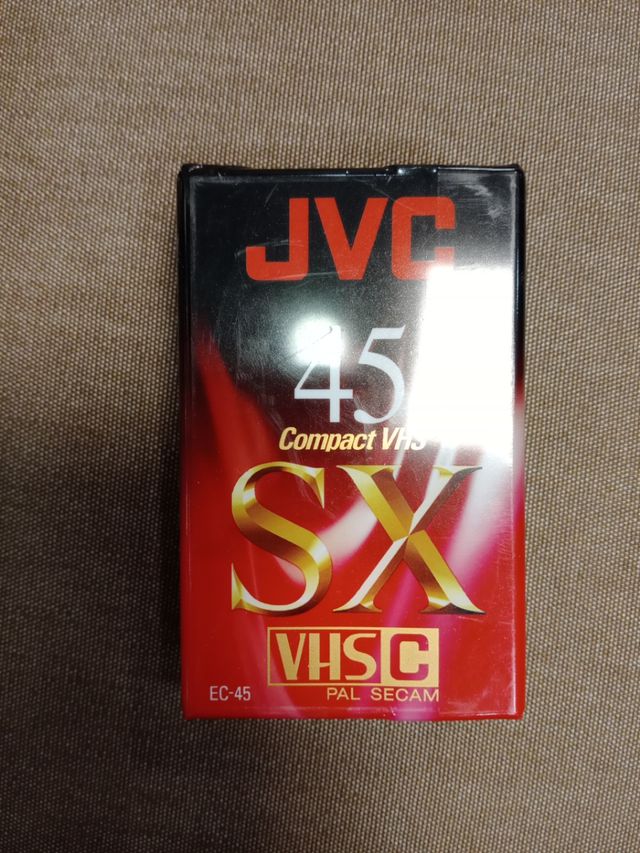 JVC
45
Compact VHS
SX
VHS C
PAL SECAM
EC-45